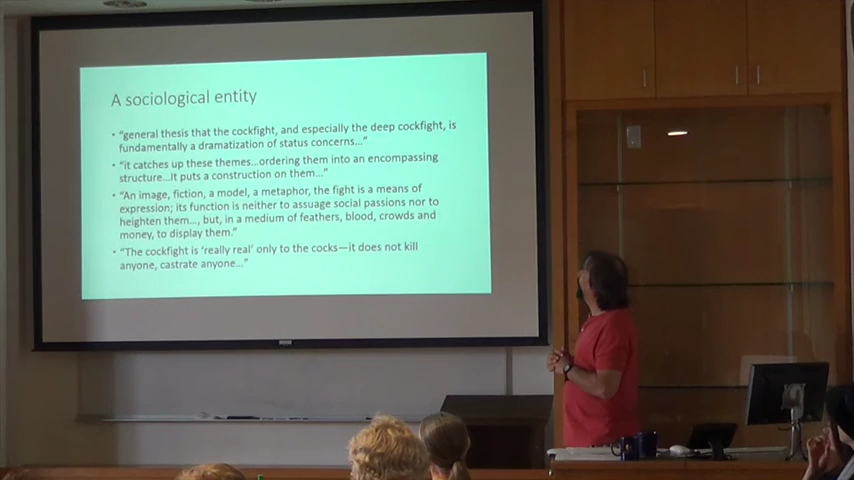 A sociological entity
• “general thesis that the cockfight, and especially the deep cockfight, is
fundamentally a dramatization of status concerns…”
• “it catches up these themes…ordering them into an encompassing
structure…It puts a construction on them…”
• “An image, fiction, a model, a metaphor, the fight is a means of
expression; its function is neither to assuage social passions nor to
heighten them…, but, in a medium of feathers, blood, crowds and
money, to display them.”
• “The cockfight is ‘really real’ only to the cocks—it does not kill
anyone, castrate anyone…”